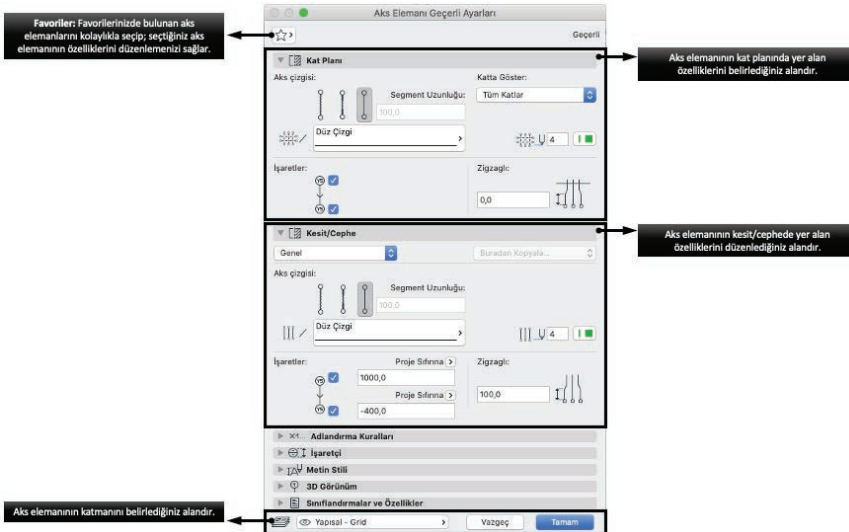 Aks Elemanı Geçerli Ayarları
Favoriler: Favorilerinizde bulunan aks
elemanlarını kolaylıkla seçip; seçtiğiniz aks
elemanının özelliklerini düzenlemenizi sağlar.
Geçerli
Kat Planı
Aks elemanının kat planında yer alan
özelliklerini belirlediğiniz alandır.
Aks çizgisi:
Katta Göster:
Segment Uzunluğu:
Tüm Katlar
100,0
Düz Çizgi
4
İşaretler:
Zigzaglı:
0,0
Kesit/Cephe
Aks elemanının kesit/cephede yer alan
özelliklerini düzenlediğiniz alandır.
Genel
Buradan Kopyala...
Aks çizgisi:
Segment Uzunluğu:
100,0
Düz Çizgi
4
İşaretler:
Proje Sıfırına
Zigzaglı:
1000,0
Proje Sıfırına
100,0
-400,0
Adlandırma Kuralları
İşaretçi
Metin Stili
3D Görünüm
Sınıflandırmalar ve Özellikler
Aks elemanının katmanını belirlediğiniz alandır.
Yapısal - Grid
Vazgeç
Tamam